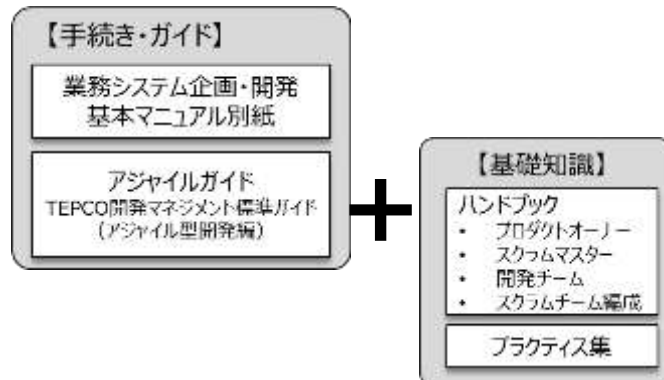 【手続き・ガイド】
業務システム企画・開発
基本マニュアル別紙
アジャイルガイド
TEPCO開発マネジメント標準ガイド
（アジャイル型開発編）
+
【基礎知識】
ハンドブック
• プロダクトオーナー
• スクラムマスター
• 開発チーム
• スクラムチーム編成
プラクティス集